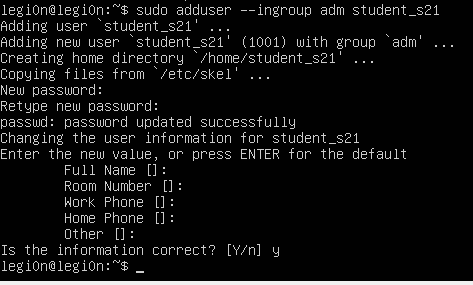 legi0n@legi0n:~$ sudo adduser --ingroup adm student_s21
Adding user `student_s21' ...
Adding new user `student_s21' (1001) with group `adm' ...
Creating home directory `/home/student_s21' ...
Copying files from `/etc/skel' ...
New password:
Retype new password:
passwd: password updated successfully
Changing the user information for student_s21
Enter the new value, or press ENTER for the default
Full Name []:
Room Number []:
Work Phone []:
Home Phone []:
Other []:
Is the information correct? [Y/n] y
legi0n@legi0n:~$ _